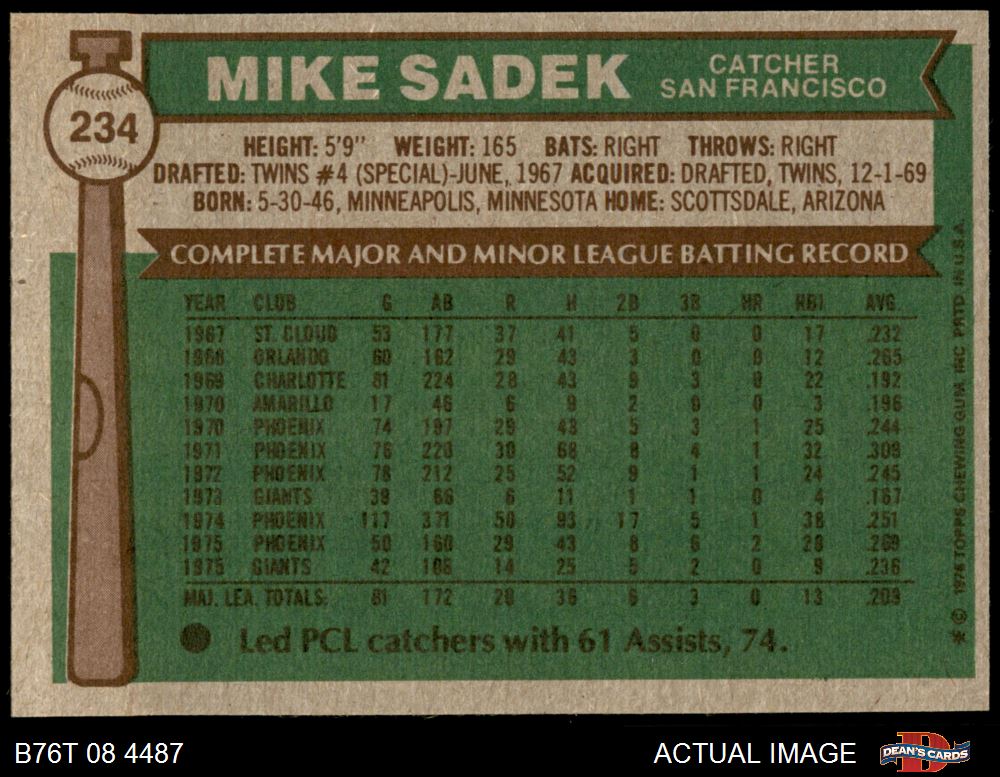 234
MIKE SADEK
CATCHER
SAN FRANCISCO
HEIGHT: 5'9" WEIGHT: 165 BATS: RIGHT THROWS: RIGHT
DRAFTED: TWINS #4 (SPECIAL)-JUNE, 1967 ACQUIRED: DRAFTED, TWINS, 12-1-69
BORN: 5-30-46, MINNEAPOLIS, MINNESOTA HOME: SCOTTSDALE, ARIZONA
COMPLETE MAJOR AND MINOR LEAGUE BATTING RECORD
YEAR CLUB G AB R H 2B 3B HR RBI AVG
1967 ST. CLOUD 53 177 37 41 5 0 0 17 .232
1968 ORLANDO 60 162 29 43 3 0 0 12 .265
1969 CHARLOTTE 81 224 28 43 9 3 0 22 .192
1970 AMARILLO 17 46 6 9 2 0 0 3 .196
1970 PHOENIX 74 197 29 48 5 3 1 25 .244
1971 PHOENIX 76 220 30 68 8 4 1 32 .309
1972 PHOENIX 76 212 25 52 9 1 1 24 .245
1973 GIANTS 39 66 6 11 1 1 0 4 .167
1974 PHOENIX 117 371 50 93 17 5 1 38 .251
1975 PHOENIX 50 160 29 43 8 6 2 28 .269
1975 GIANTS 42 106 14 25 5 2 0 9 .236
MAJ. LEA. TOTALS: 81 172 20 36 6 3 0 13 .209
Led PCL catchers with 61 Assists, 74.
* © 1976 TOPPS CHEWING GUM, INC. PRTD. IN U.S.A.
B76T 08 4487 ACTUAL IMAGE DEAN'S CARDS